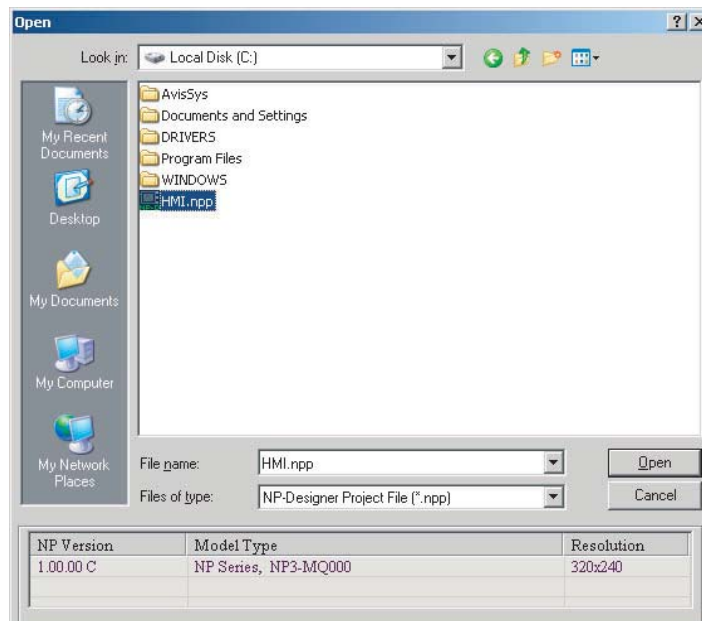 Open
Look in: Local Disk (C:)
My Recent Documents
Desktop
My Documents
My Computer
My Network Places
AvisSys
Documents and Settings
DRIVERS
Program Files
WINDOWS
HMI.npp
File name: HMI.npp Open
Files of type: NP-Designer Project File (*.npp) Cancel
NP Version Model Type Resolution
1.00.00 C NP Series, NP3-MQ000 320x240